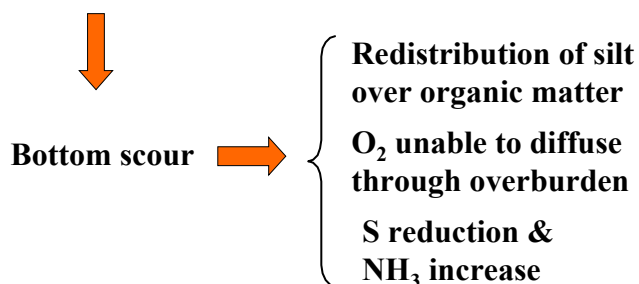 Redistribution of silt
over organic matter
Bottom scour
O₂ unable to diffuse
through overburden
S reduction &
NH₃ increase